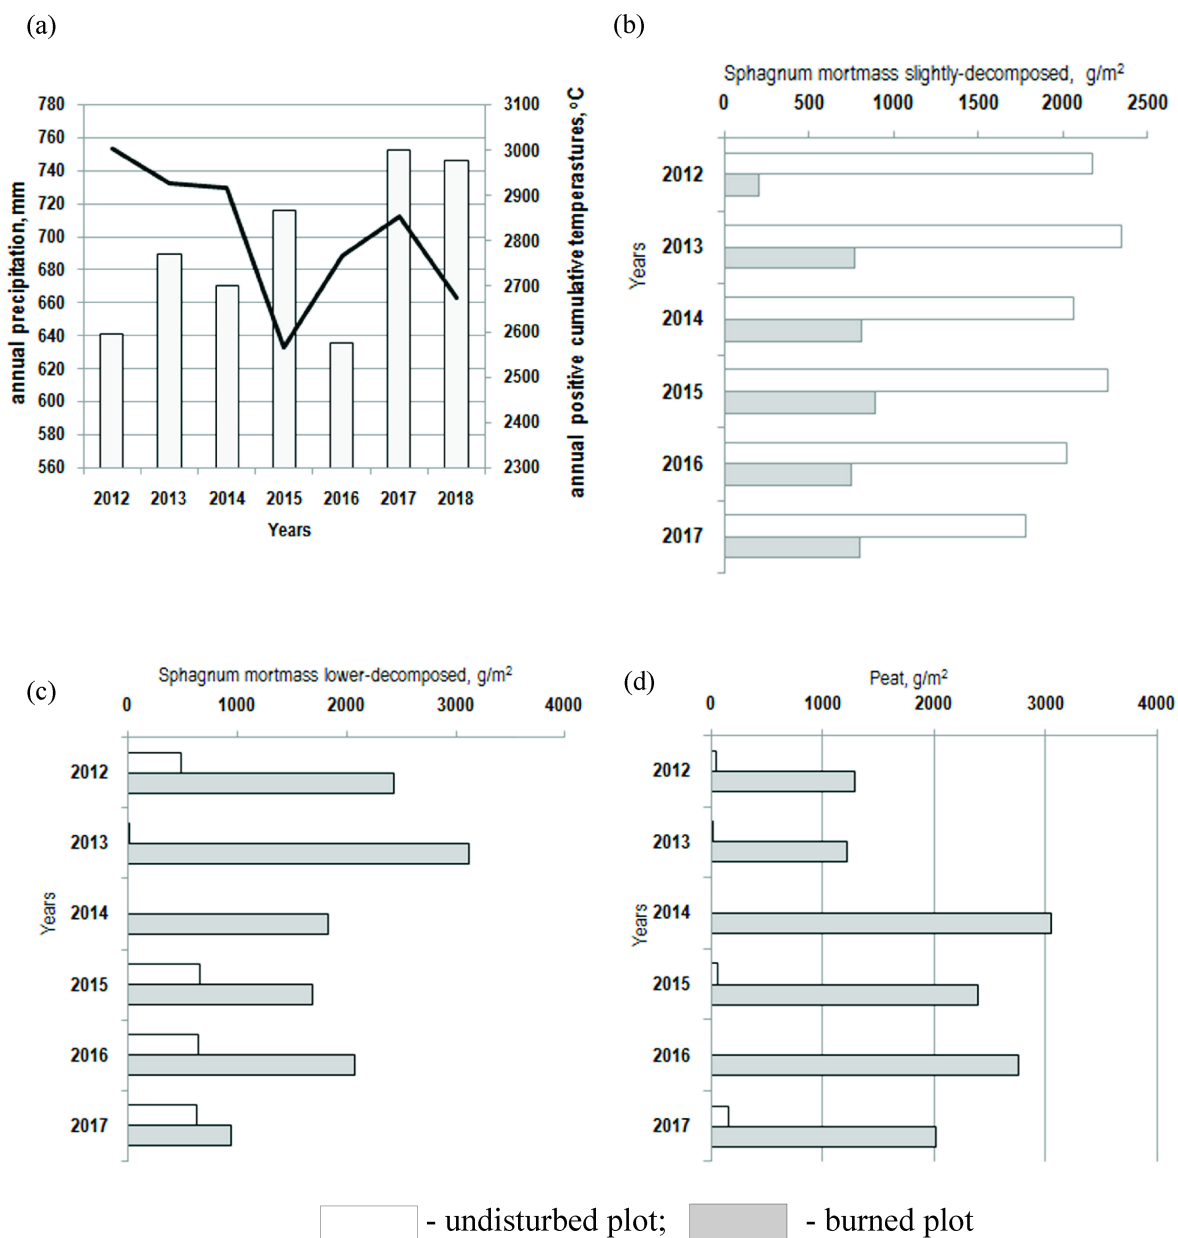 (a)
annual precipitation, mm
780
760
740
720
700
680
660
640
620
600
580
560
3100
3000
2900
2800
2700
2600
2500
2400
2300
annual positive cumulative temperastures, °C
2012 2013 2014 2015 2016 2017 2018
Years
(b)
Sphagnum mortmass slightly-decomposed, g/m²
0 500 1000 1500 2000 2500
Years
2012
2013
2014
2015
2016
2017
(c)
Sphagnum mortmass lower-decomposed, g/m²
0 1000 2000 3000 4000
Years
2012
2013
2014
2015
2016
2017
(d)
Peat, g/m²
0 1000 2000 3000 4000
Years
2012
2013
2014
2015
2016
2017
- undisturbed plot; - burned plot